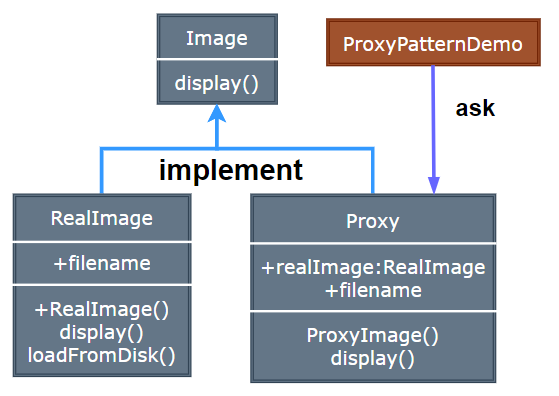 Image
display()
ProxyPatternDemo
ask
implement
RealImage
+filename
+RealImage()
display()
loadFromDisk()
Proxy
+realImage:RealImage
+filename
ProxyImage()
display()